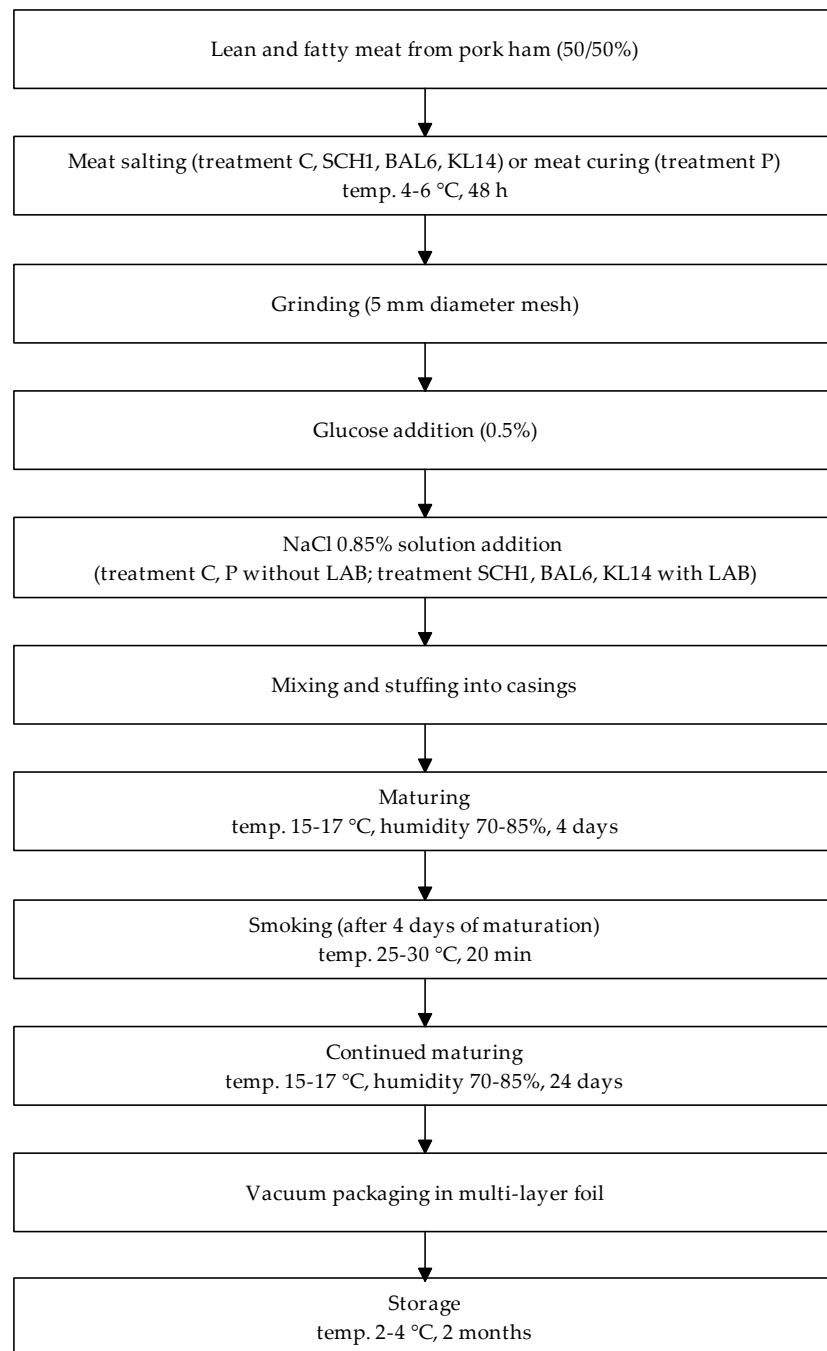 Lean and fatty meat from pork ham (50/50%)
Meat salting (treatment C, SCH1, BAL6, KL14) or meat curing (treatment P)
temp. 4-6 °C, 48 h
Grinding (5 mm diameter mesh)
Glucose addition (0.5%)
NaCl 0.85% solution addition
(treatment C, P without LAB; treatment SCH1, BAL6, KL14 with LAB)
Mixing and stuffing into casings
Maturing
temp. 15-17 °C, humidity 70-85%, 4 days
Smoking (after 4 days of maturation)
temp. 25-30 °C, 20 min
Continued maturing
temp. 15-17 °C, humidity 70-85%, 24 days
Vacuum packaging in multi-layer foil
Storage
temp. 2-4 °C, 2 months